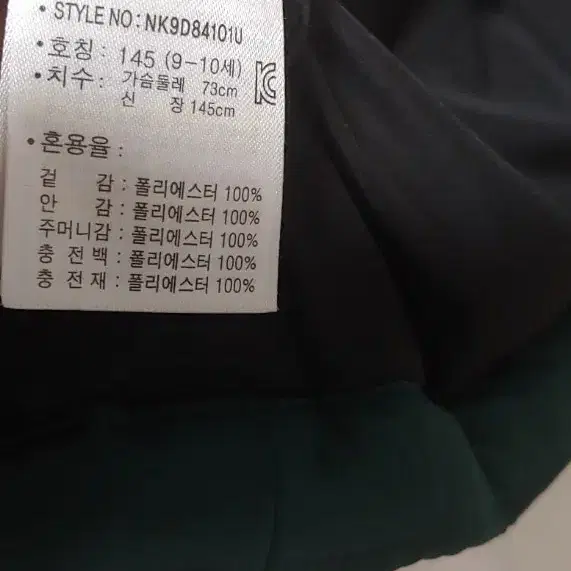 • STYLE NO : NK9D84101U
• 호칭 : 145 (9-10세)
• 치수 : 가슴둘레 73cm
신 장 145cm
• 혼용율 :
겉 감 : 폴리에스터 100%
안 감 : 폴리에스터 100%
주머니감 : 폴리에스터 100%
충 전 백 : 폴리에스터 100%
충 전 재 : 폴리에스터 100%